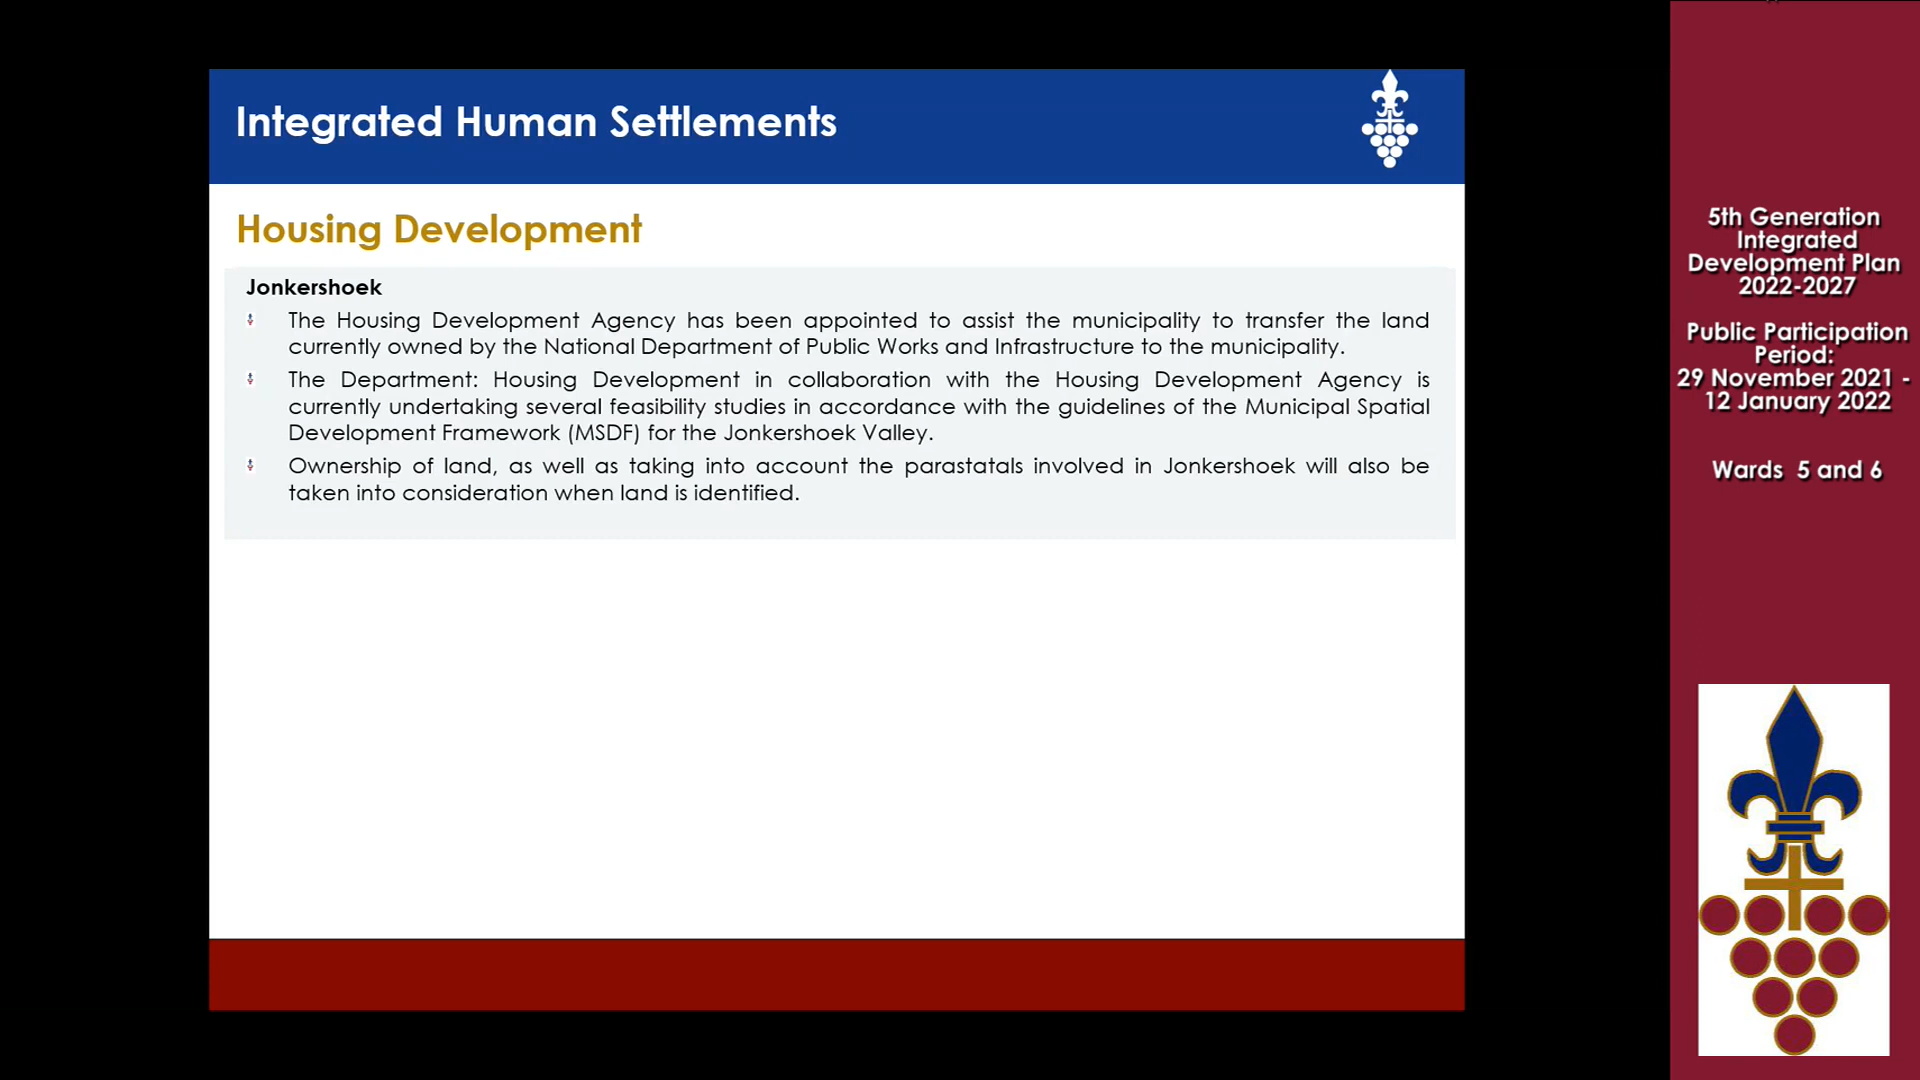 Integrated Human Settlements
Housing Development
Jonkershoek
The Housing Development Agency has been appointed to assist the municipality to transfer the land
currently owned by the National Department of Public Works and Infrastructure to the municipality.
The Department: Housing Development in collaboration with the Housing Development Agency is
currently undertaking several feasibility studies in accordance with the guidelines of the Municipal Spatial
Development Framework (MSDF) for the Jonkershoek Valley.
Ownership of land, as well as taking into account the parastatals involved in Jonkershoek will also be
taken into consideration when land is identified.
5th Generation
Integrated
Development Plan
2022-2027
Public Participation
Period:
29 November 2021 -
12 January 2022
Wards 5 and 6